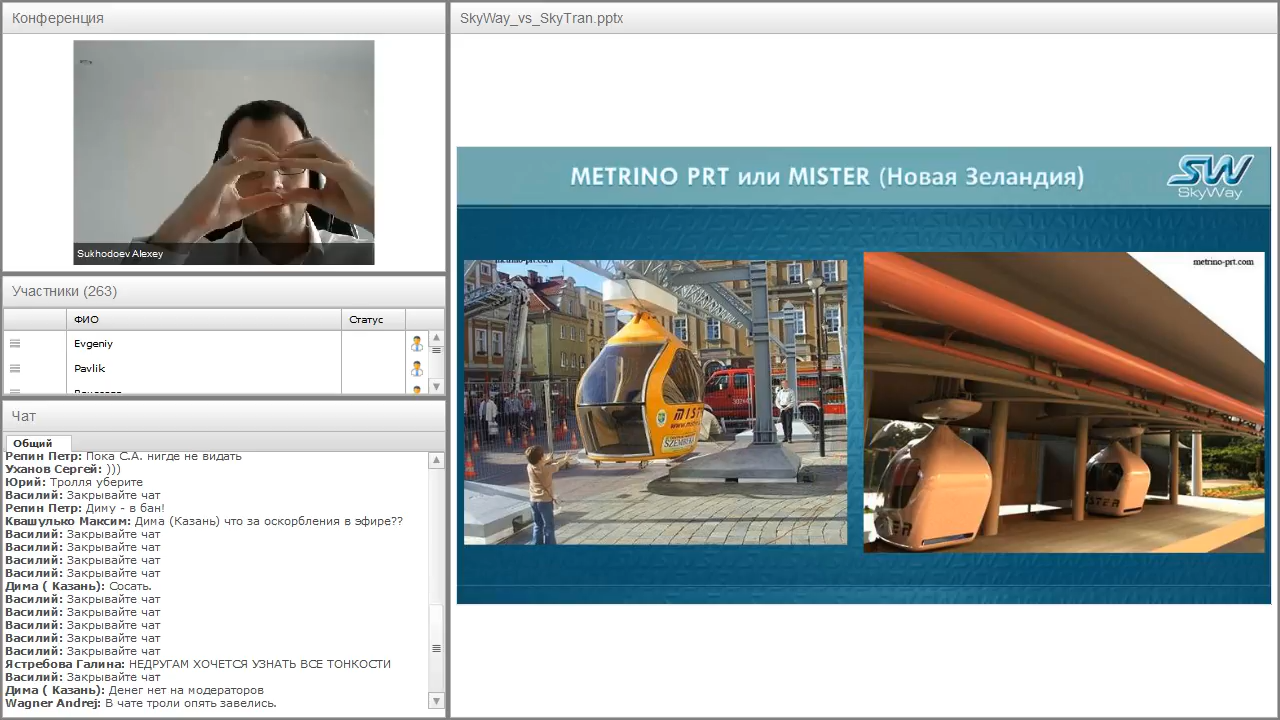 Конференция
Sukhodoev Alexey
Участники (263)
ФИО
Статус
Evgeniy
Pavlik
Чат
Общий
Репин Петр: Пока С.А. нигде не видать
Уханов Сергей: )))
Юрий: Тролля уберите
Василий: Закрывайте чат
Репин Петр: Диму - в бан!
Квашулько Максим: Дима (Казань) что за оскорбления в эфире??
Василий: Закрывайте чат
Василий: Закрывайте чат
Василий: Закрывайте чат
Василий: Закрывайте чат
Дима ( Казань): Сосать.
Василий: Закрывайте чат
Василий: Закрывайте чат
Василий: Закрывайте чат
Василий: Закрывайте чат
Василий: Закрывайте чат
Ястребова Галина: НЕДРУГАМ ХОЧЕТСЯ УЗНАТЬ ВСЕ ТОНКОСТИ
Василий: Закрывайте чат
Дима ( Казань): Денег нет на модераторов
Wagner Andrej: В чате троли опять завелись.
SkyWay_vs_SkyTran.pptx
METRINO PRT или MISTER (Новая Зеландия)
SW
SkyWay
metrino-prt.com
metrino-prt.com